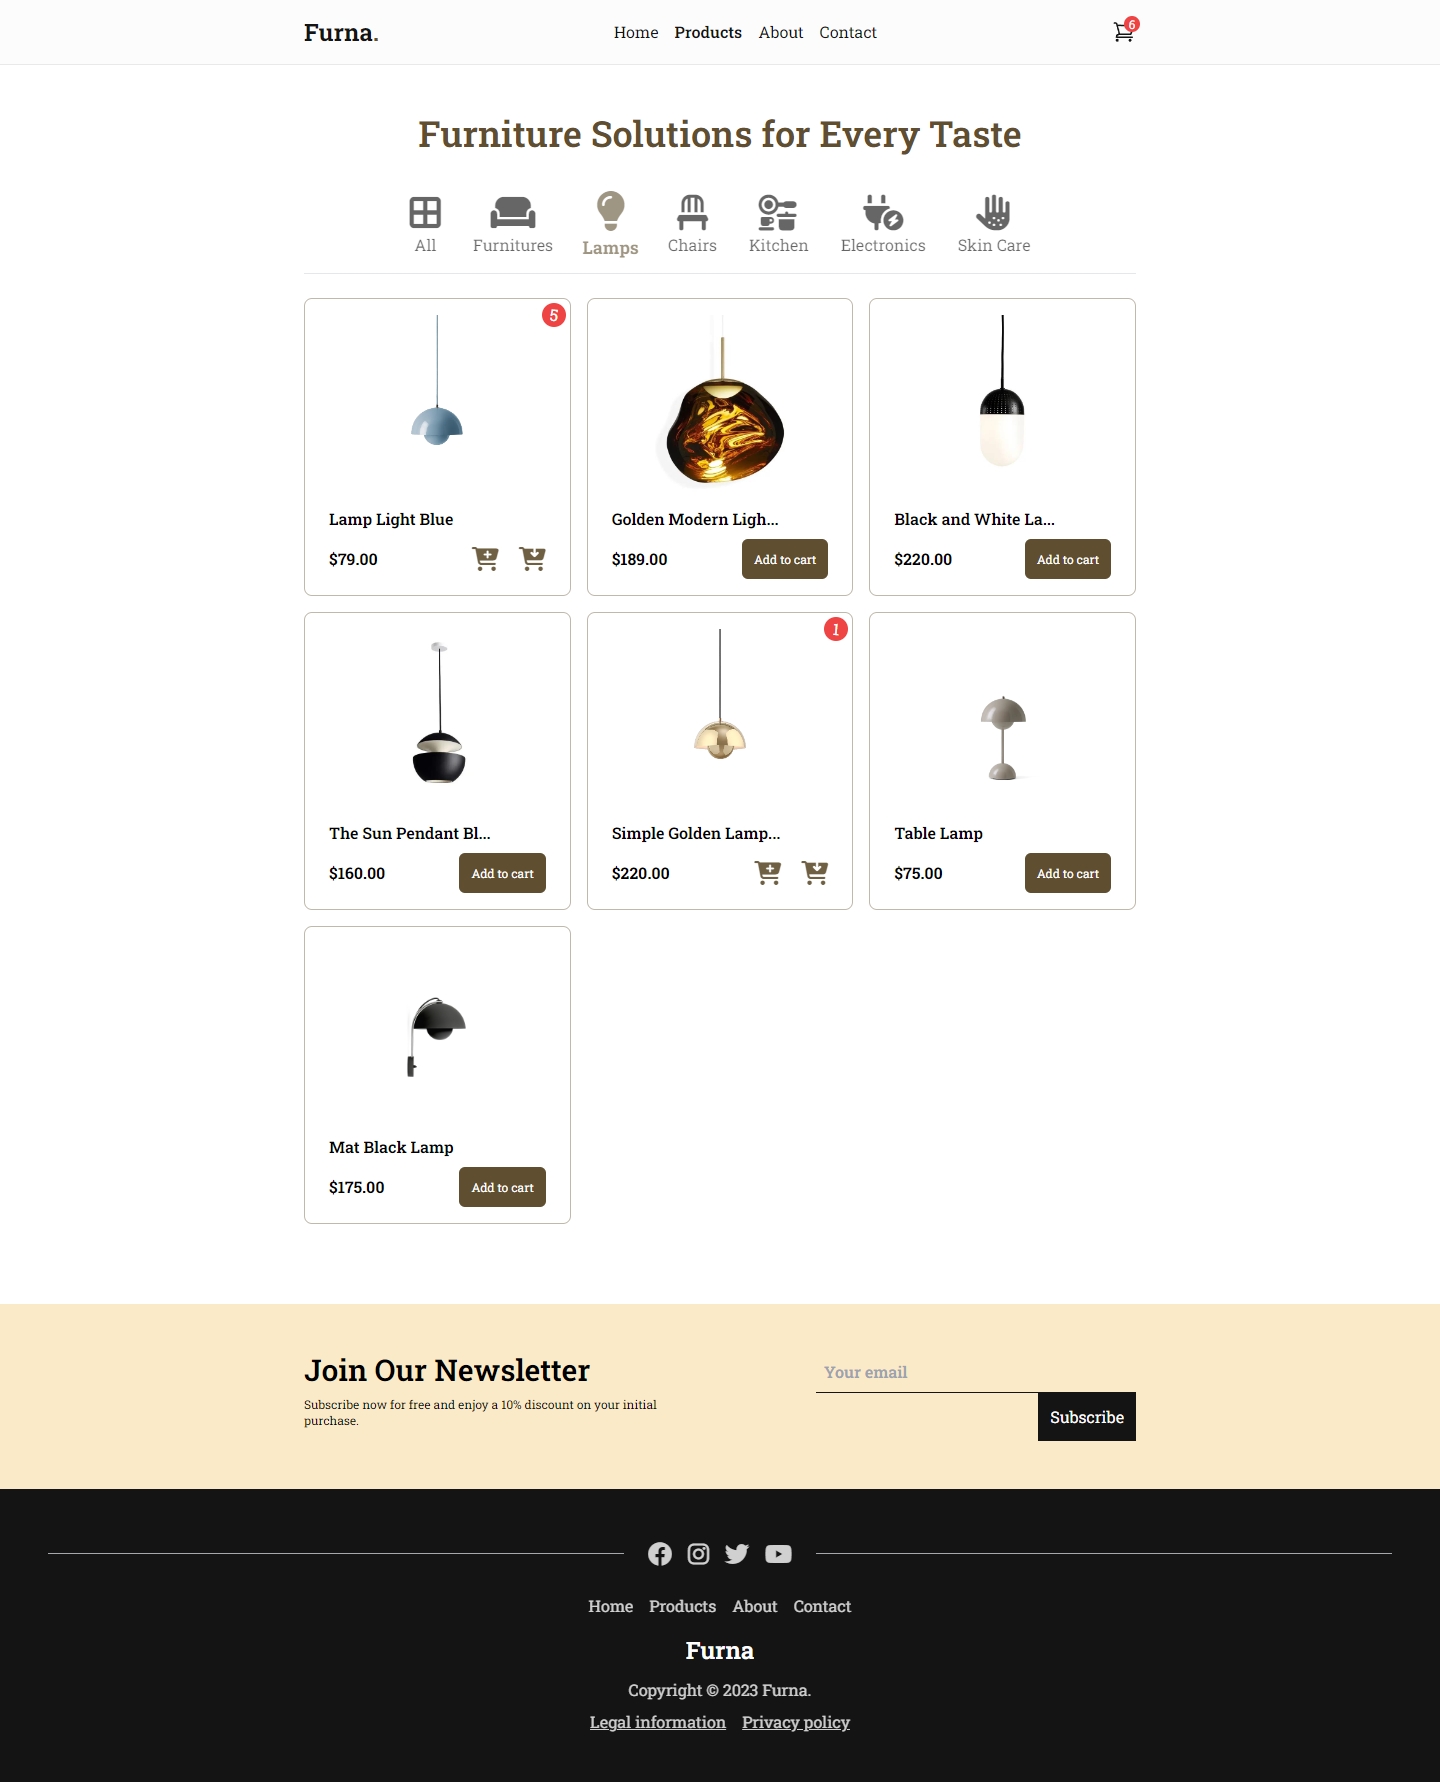 Furna.
Home Products About Contact
6
Furniture Solutions for Every Taste
All Furnitures Lamps Chairs Kitchen Electronics Skin Care
5
Lamp Light Blue
$79.00
Golden Modern Ligh...
$189.00 Add to cart
Black and White La...
$220.00 Add to cart
The Sun Pendant Bl...
$160.00 Add to cart
1
Simple Golden Lamp...
$220.00
Table Lamp
$75.00 Add to cart
Mat Black Lamp
$175.00 Add to cart
Join Our Newsletter
Subscribe now for free and enjoy a 10% discount on your initial
purchase.
Your email
Subscribe
Home Products About Contact
Furna
Copyright © 2023 Furna.
Legal information Privacy policy